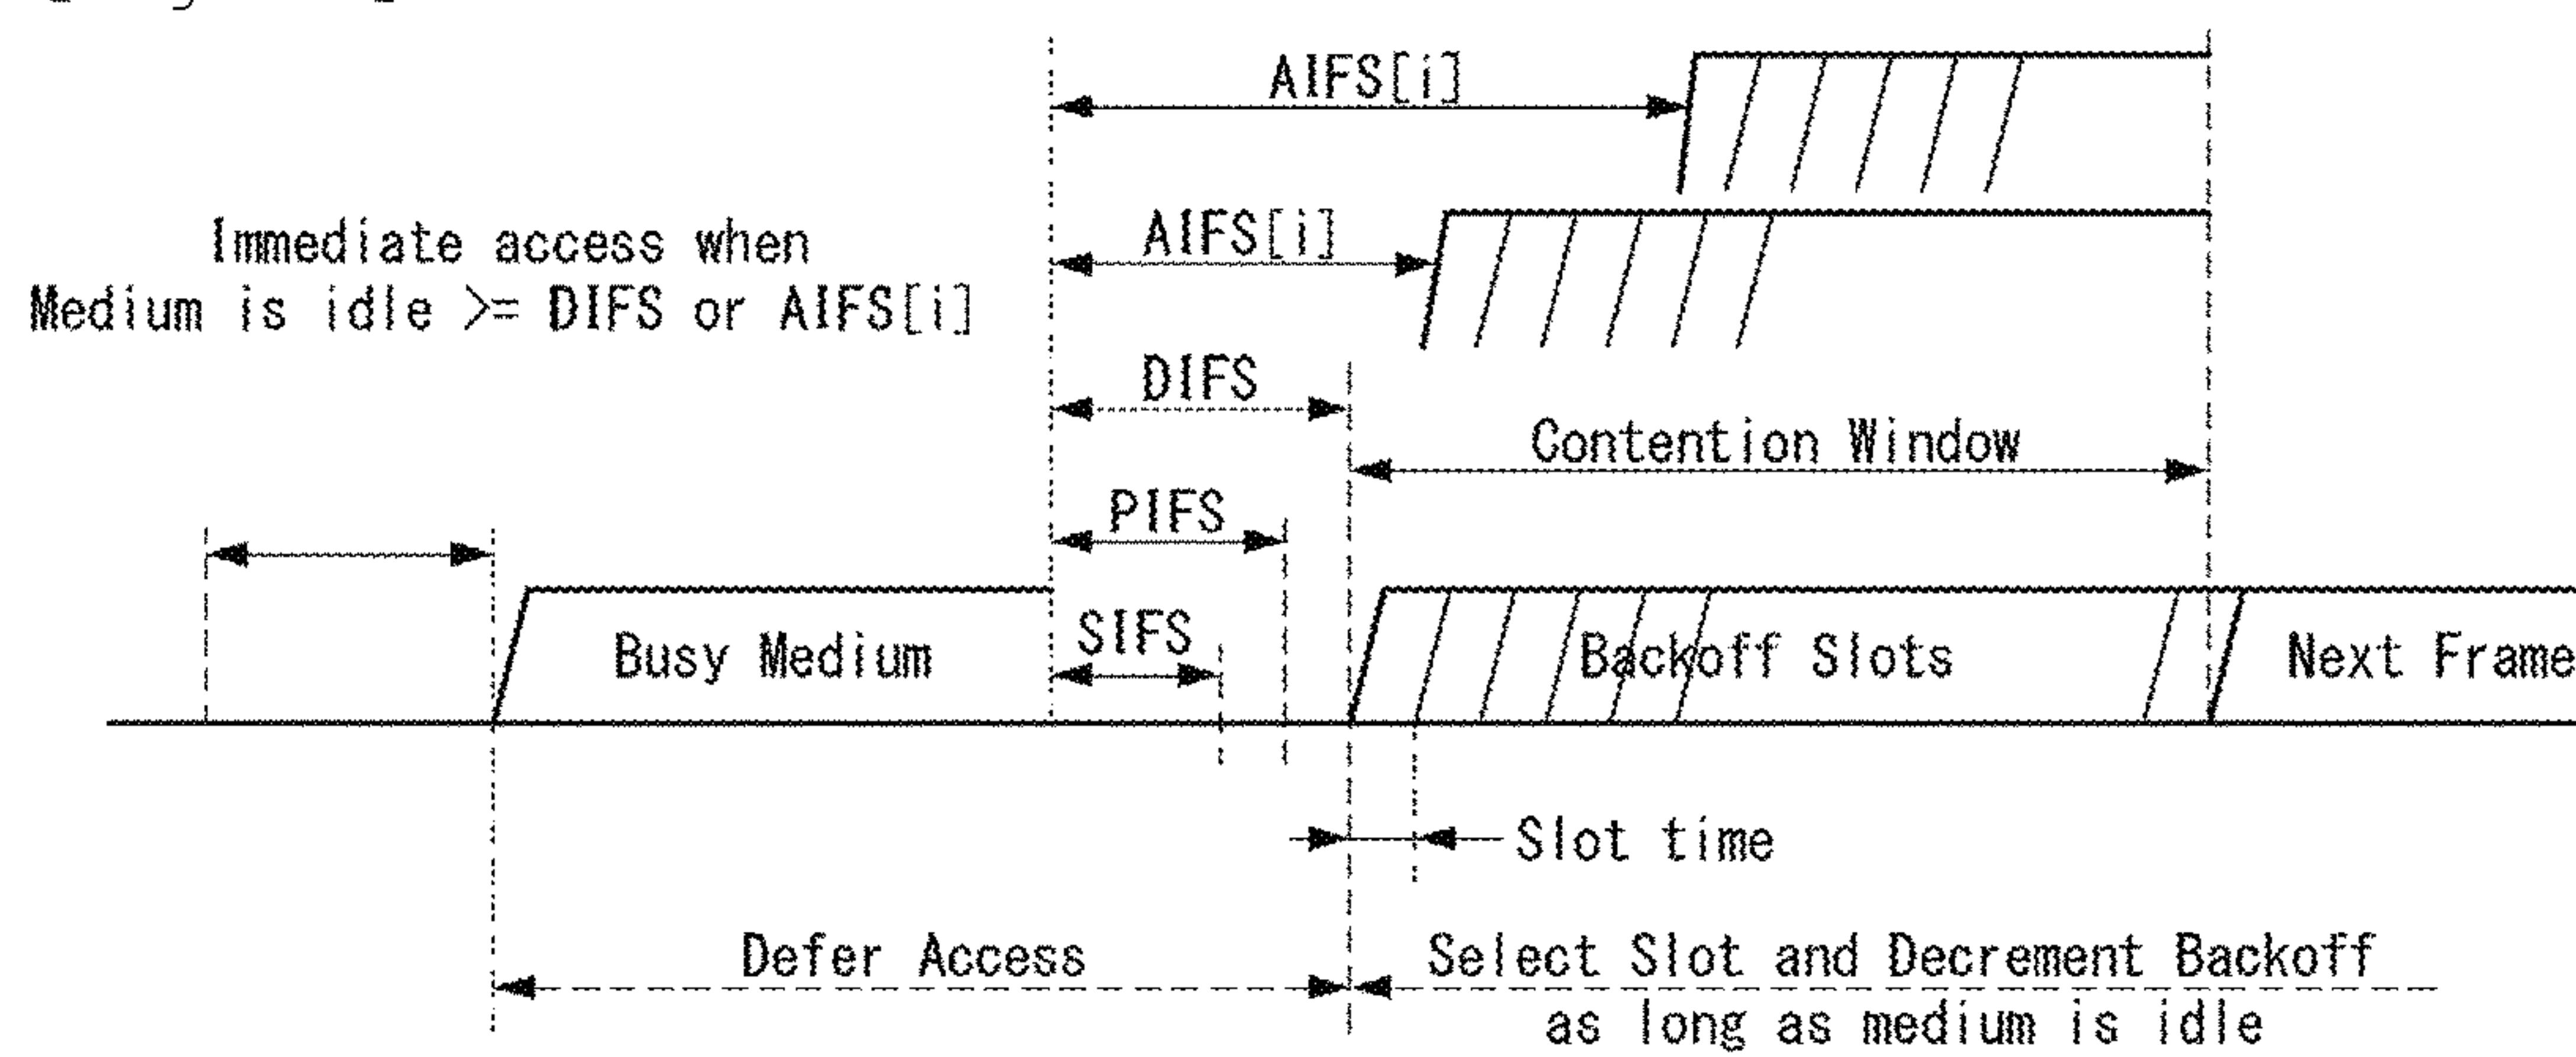 AIFS[i]
AIFS[i]
Immediate access when
Medium is idle >= DIFS or AIFS[i]
DIFS
Contention Window
PIFS
SIFS
Busy Medium
Backoff Slots
Next Frame
Slot time
Defer Access
Select Slot and Decrement Backoff
as long as medium is idle